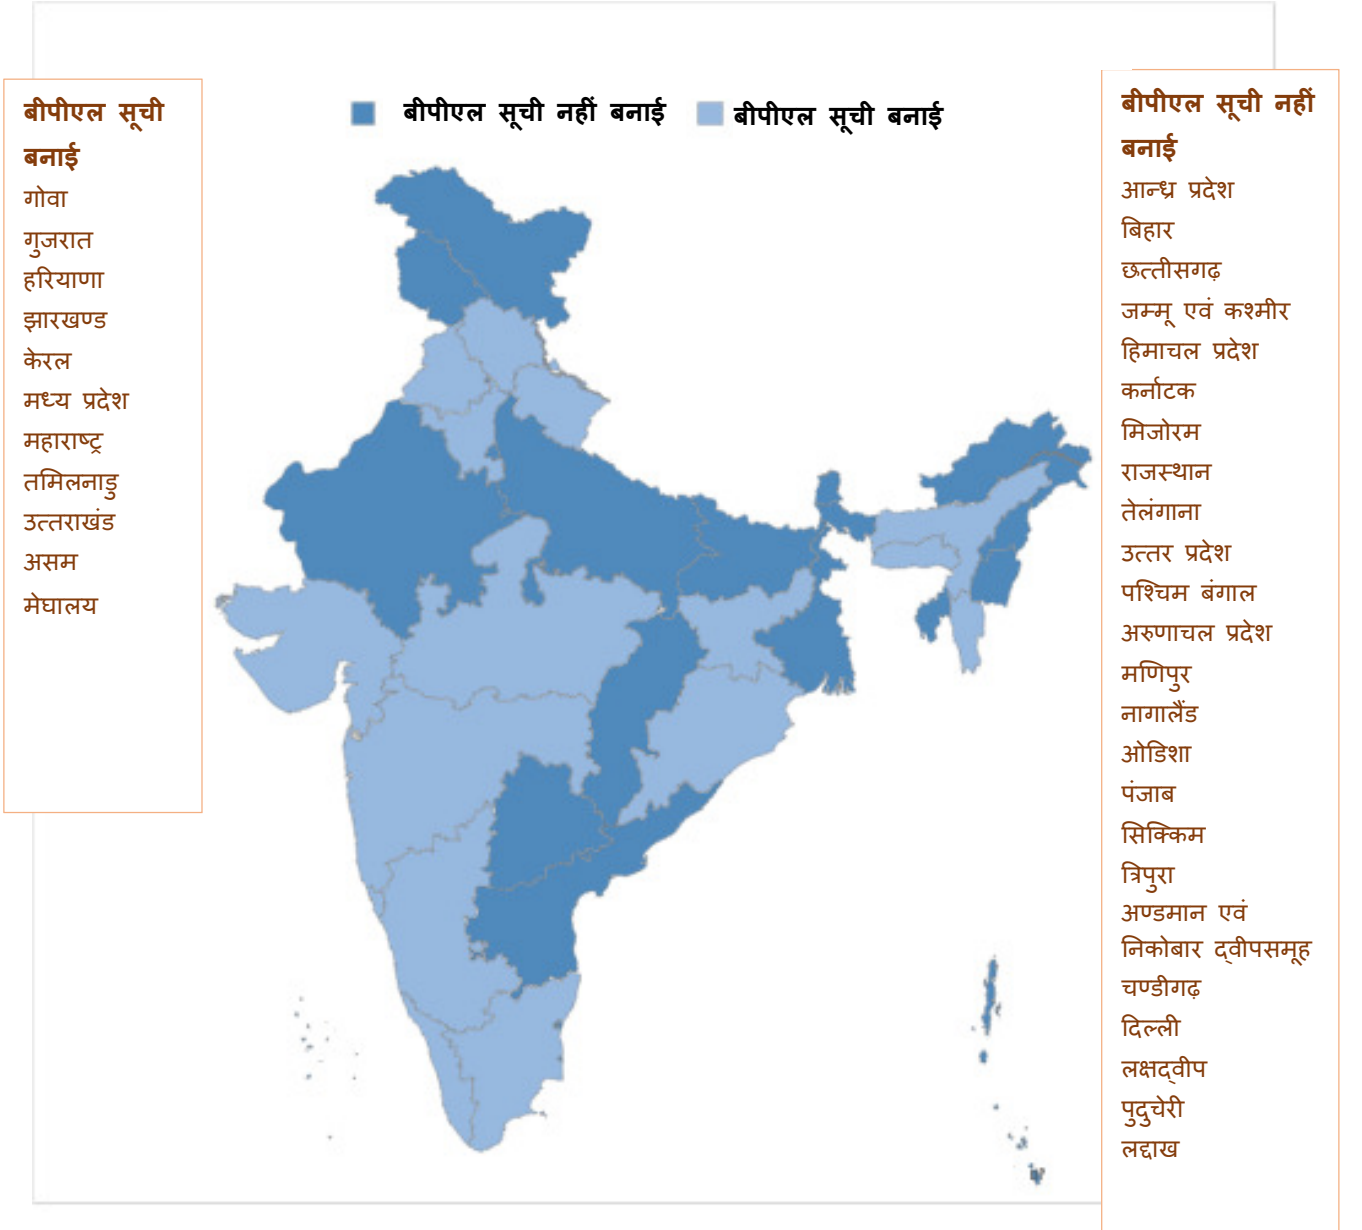 बीपीएल सूची
बनाई
गोवा
गुजरात
हरियाणा
झारखण्ड
केरल
मध्य प्रदेश
महाराष्ट्र
तमिलनाडु
उत्तराखंड
असम
मेघालय
बीपीएल सूची नहीं बनाई
बीपीएल सूची बनाई
बीपीएल सूची नहीं
बनाई
आन्ध्र प्रदेश
बिहार
छत्तीसगढ़
जम्मू एवं कश्मीर
हिमाचल प्रदेश
कर्नाटक
मिजोरम
राजस्थान
तेलंगाना
उत्तर प्रदेश
पश्चिम बंगाल
अरुणाचल प्रदेश
मणिपुर
नागालैंड
ओडिशा
पंजाब
सिक्किम
त्रिपुरा
अण्डमान एवं
निकोबार द्वीपसमूह
चण्डीगढ़
दिल्ली
लक्षद्वीप
पुदुचेरी
लद्दाख